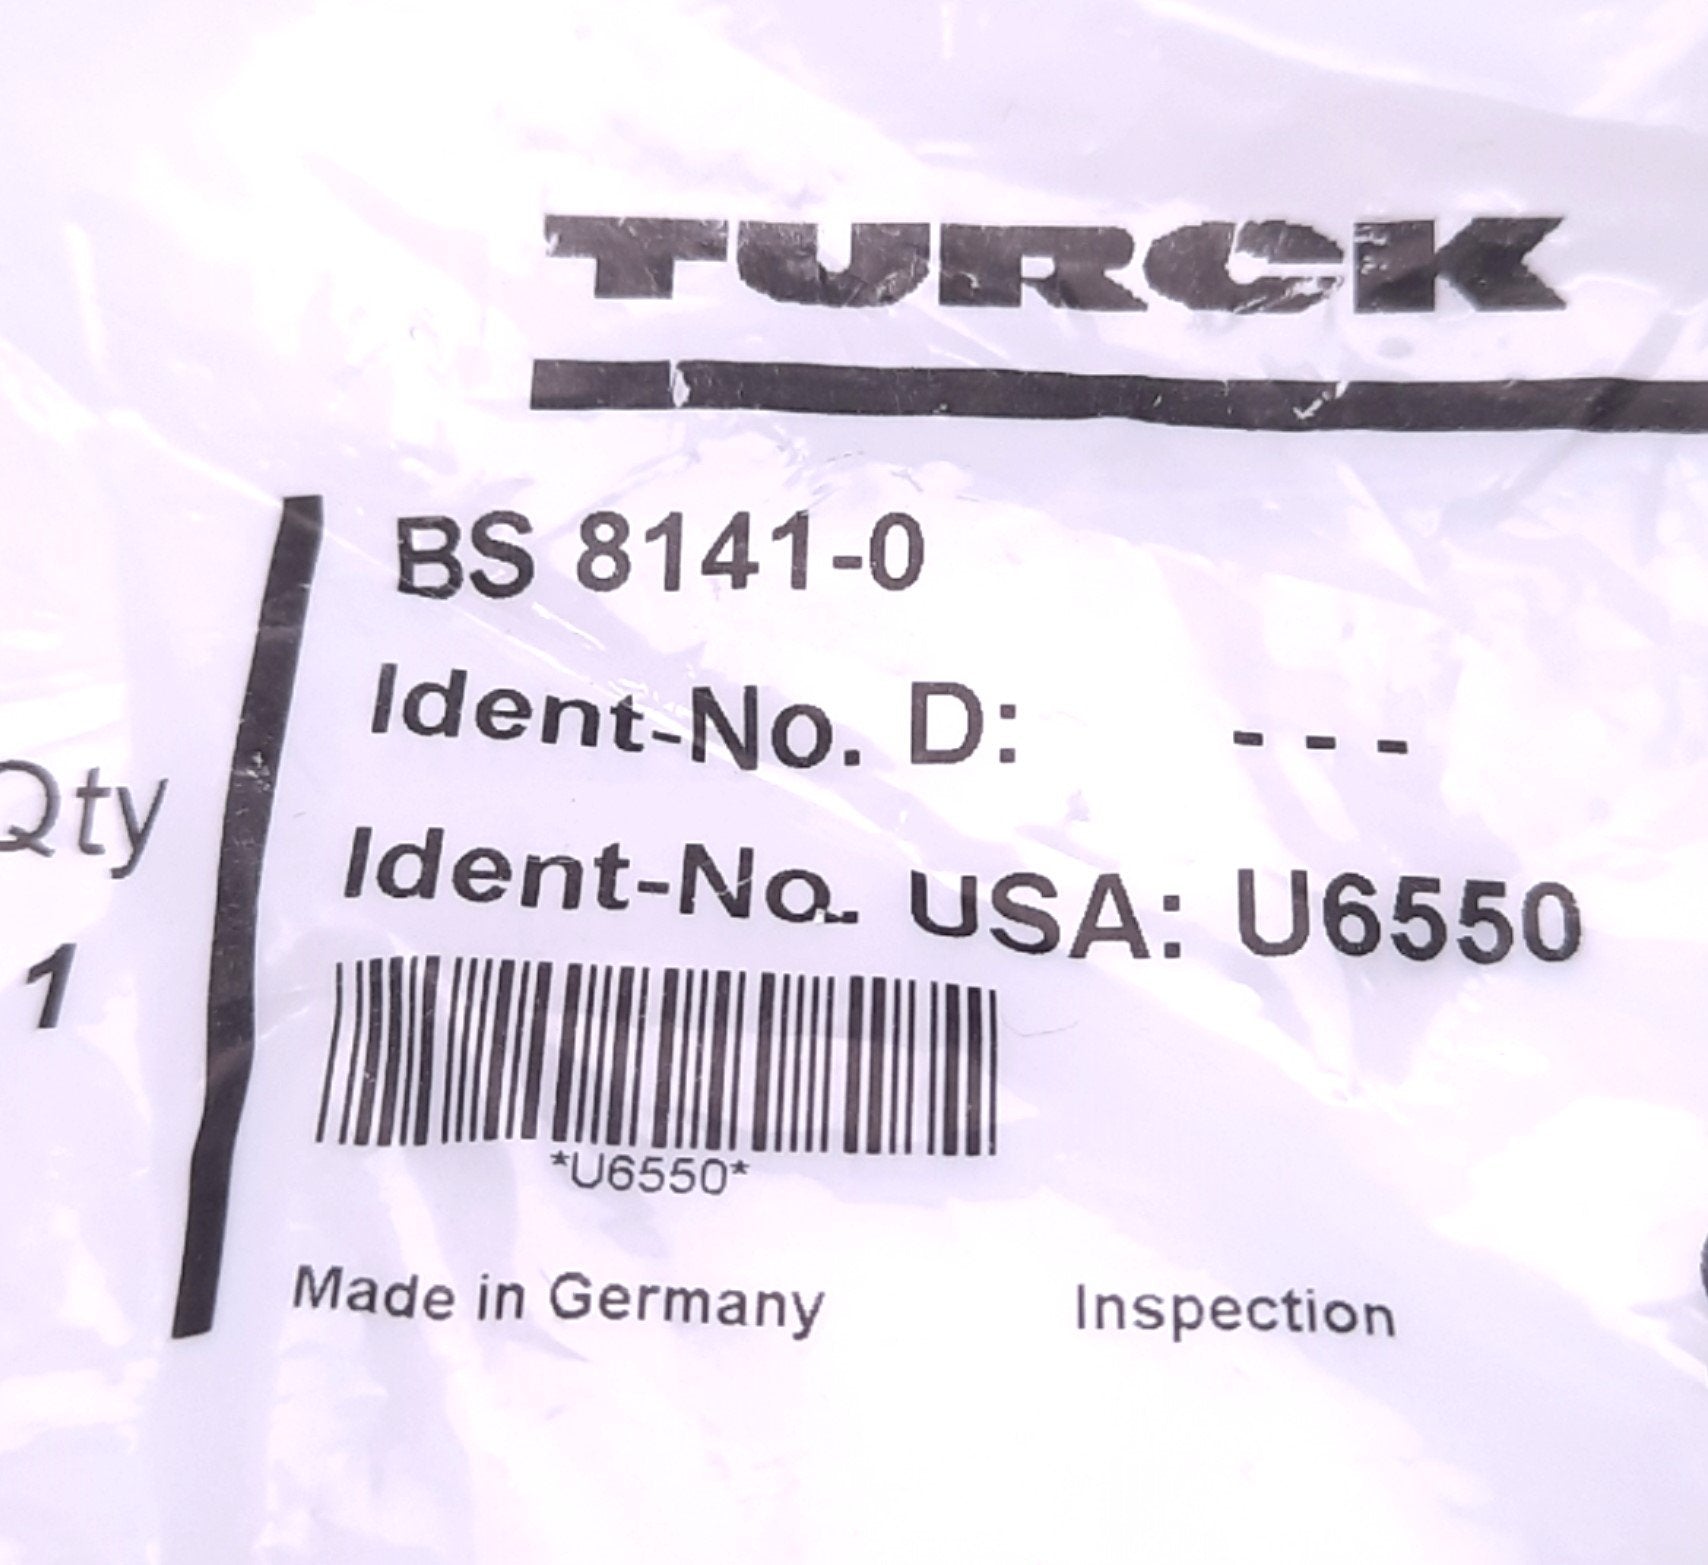 TURCK
BS 8141-0
Ident-No. D: - - -
Qty
Ident-No. USA: U6550
1
*U6550*
Made in Germany Inspection